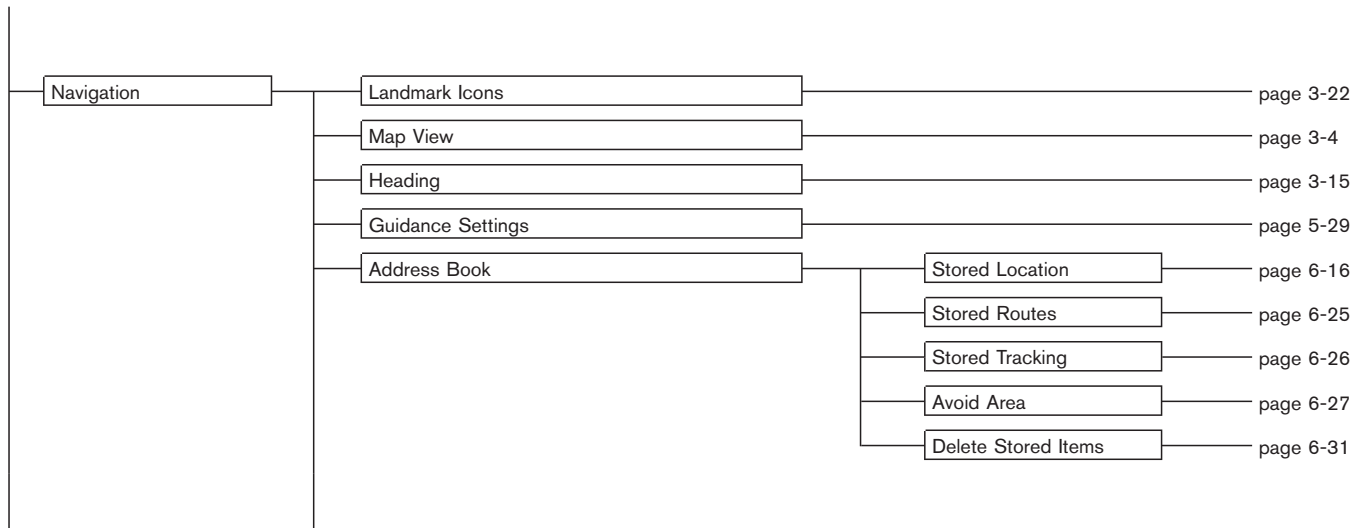 Navigation Landmark Icons page 3-22
Map View page 3-4
Heading page 3-15
Guidance Settings page 5-29
Address Book Stored Location page 6-16
Stored Routes page 6-25
Stored Tracking page 6-26
Avoid Area page 6-27
Delete Stored Items page 6-31